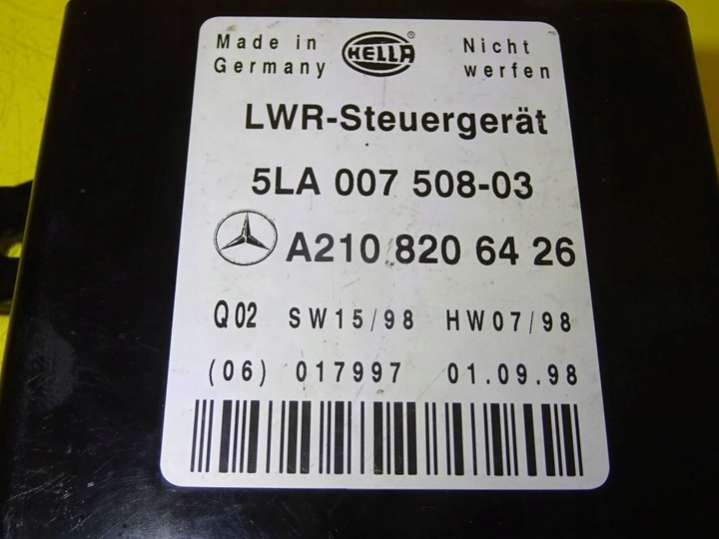 Made in Germany
HELLA ®
Nicht werfen
LWR-Steuergerät
5LA 007 508-03
A210 820 64 26
Q02 SW15/98 HW07/98
(06) 017997 01.09.98